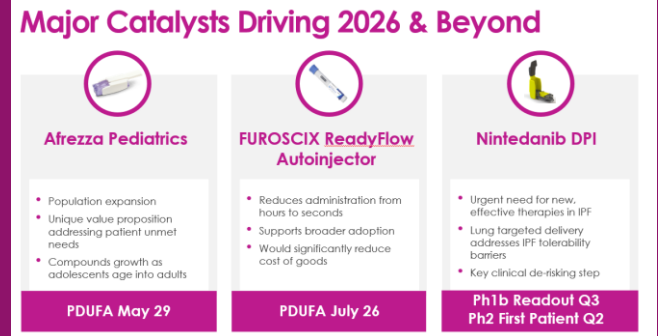 Major Catalysts Driving 2026 & Beyond
Afrezza Pediatrics
• Population expansion
• Unique value proposition
addressing patient unmet
needs
• Compounds growth as
adolescents age into adults
PDUFA May 29
FUROSCIX ReadyFlow
Autoinjector
• Reduces administration from
hours to seconds
• Supports broader adoption
• Would significantly reduce
cost of goods
PDUFA July 26
Nintedanib DPI
• Urgent need for new,
effective therapies in IPF
• Lung targeted delivery
addresses IPF tolerability
barriers
• Key clinical de-risking step
Ph1b Readout Q3
Ph2 First Patient Q2